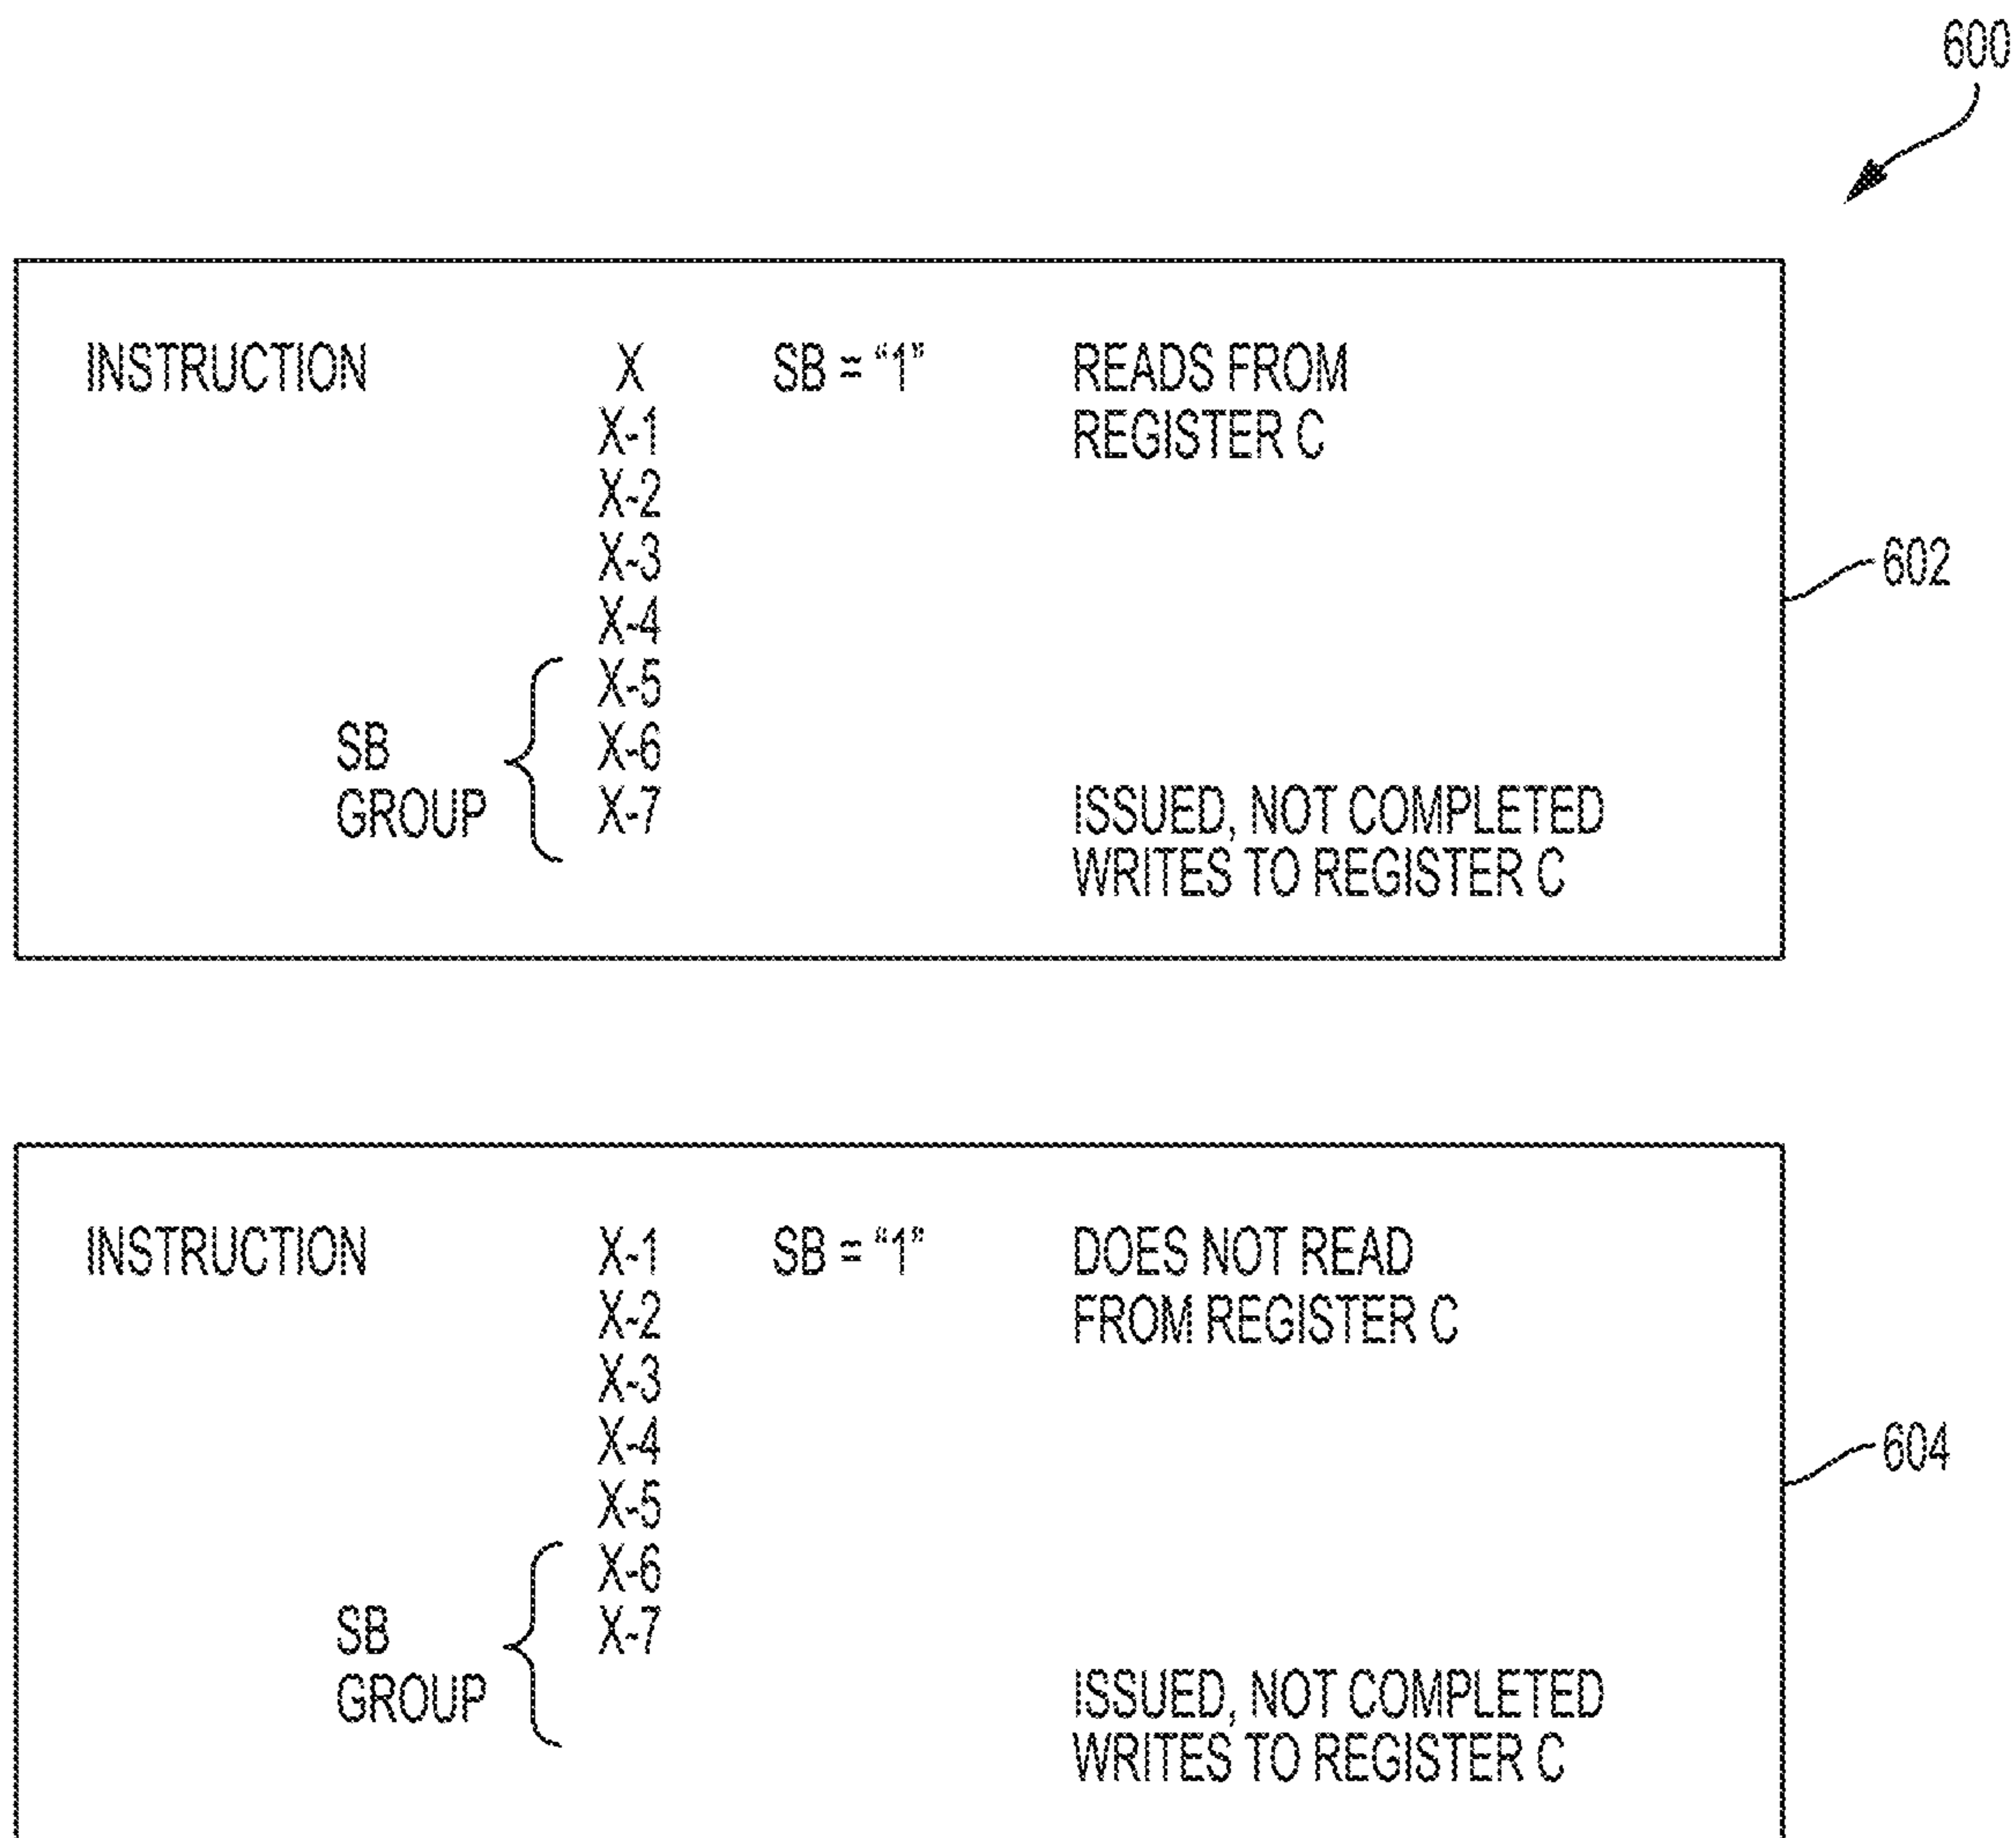 600
INSTRUCTION X SB = “1” READS FROM
X-1 REGISTER C
X-2
X-3
602
X-4
X-5
SB X-6
GROUP X-7 ISSUED, NOT COMPLETED
WRITES TO REGISTER C
INSTRUCTION X-1 SB = “1” DOES NOT READ
X-2 FROM REGISTER C
X-3
X-4
604
X-5
X-6
SB X-7
GROUP ISSUED, NOT COMPLETED
WRITES TO REGISTER C